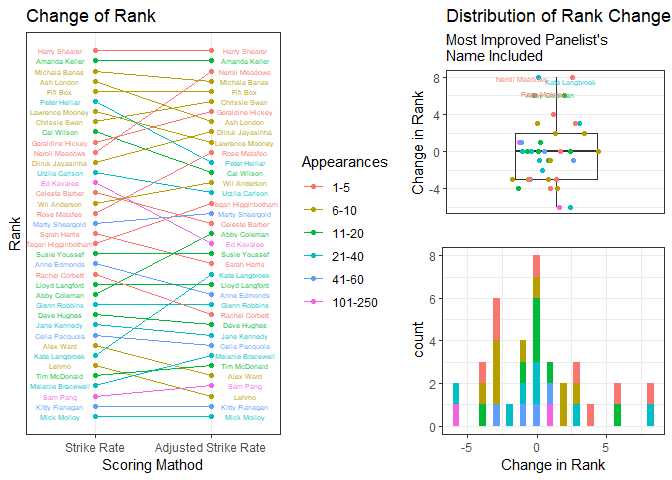 Change of Rank
Harry Shearer
Amanda Keller
Michala Banas
Ash London
Fifi Box
Peter Helliar
Lawrence Mooney
Chrissie Swan
Cal Wilson
Geraldine Hickey
Neroli Meadows
Dilruk Jayasinha
Urzila Carlson
Ed Kavalee
Celeste Barber
Wil Anderson
Rose Matafeo
Marty Sheargold
Sarah Harris
Tegan Higginbotham
Susie Youssef
Anne Edmonds
Rachel Corbett
Lloyd Langford
Abby Coleman
Glenn Robbins
Dave Hughes
Jane Kennedy
Celia Pacquola
Alex Ward
Kate Langbroek
Lehmo
Tim McDonald
Melanie Bracewell
Sam Pang
Kitty Flanagan
Mick Molloy
Harry Shearer
Amanda Keller
Neroli Meadows
Michala Banas
Fifi Box
Chrissie Swan
Geraldine Hickey
Ash London
Dilruk Jayasinha
Lawrence Mooney
Rose Matafeo
Peter Helliar
Cal Wilson
Wil Anderson
Urzila Carlson
Tegan Higginbotham
Marty Sheargold
Celeste Barber
Abby Coleman
Ed Kavalee
Susie Youssef
Sarah Harris
Kate Langbroek
Lloyd Langford
Anne Edmonds
Glenn Robbins
Rachel Corbett
Dave Hughes
Jane Kennedy
Celia Pacquola
Melanie Bracewell
Tim McDonald
Alex Ward
Sam Pang
Lehmo
Kitty Flanagan
Mick Molloy
Rank
Strike Rate
Adjusted Strike Rate
Scoring Mathod
Appearances
1-5
6-10
11-20
21-40
41-60
101-250
Distribution of Rank Change
Most Improved Panelist's
Name Included
Neroli Meadows
Kate Langbroek
Rose Matafeo
Abby Coleman
Change in Rank
8
4
0
-4
count
8
6
4
2
0
-5
0
5
Change in Rank